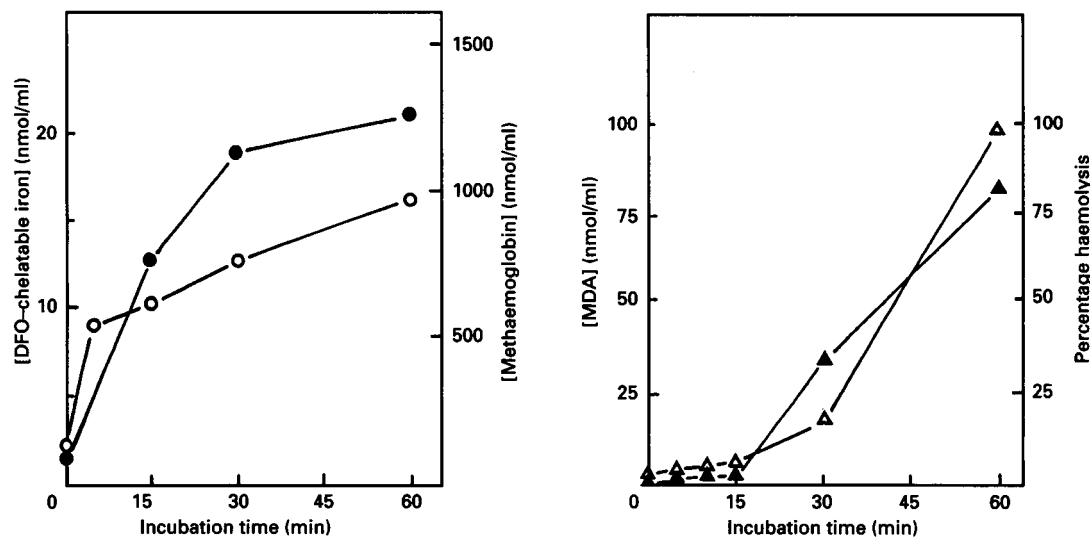 [DFO–chelatable iron] (nmol/ml)
20
10
1500
1000
500
[Methaemoglobin] (nmol/ml)
0 15 30 45 60
Incubation time (min)
[MDA] (nmol/ml)
100
75
50
25
100
75
50
25
Percentage haemolysis
0 15 30 45 60
Incubation time (min)